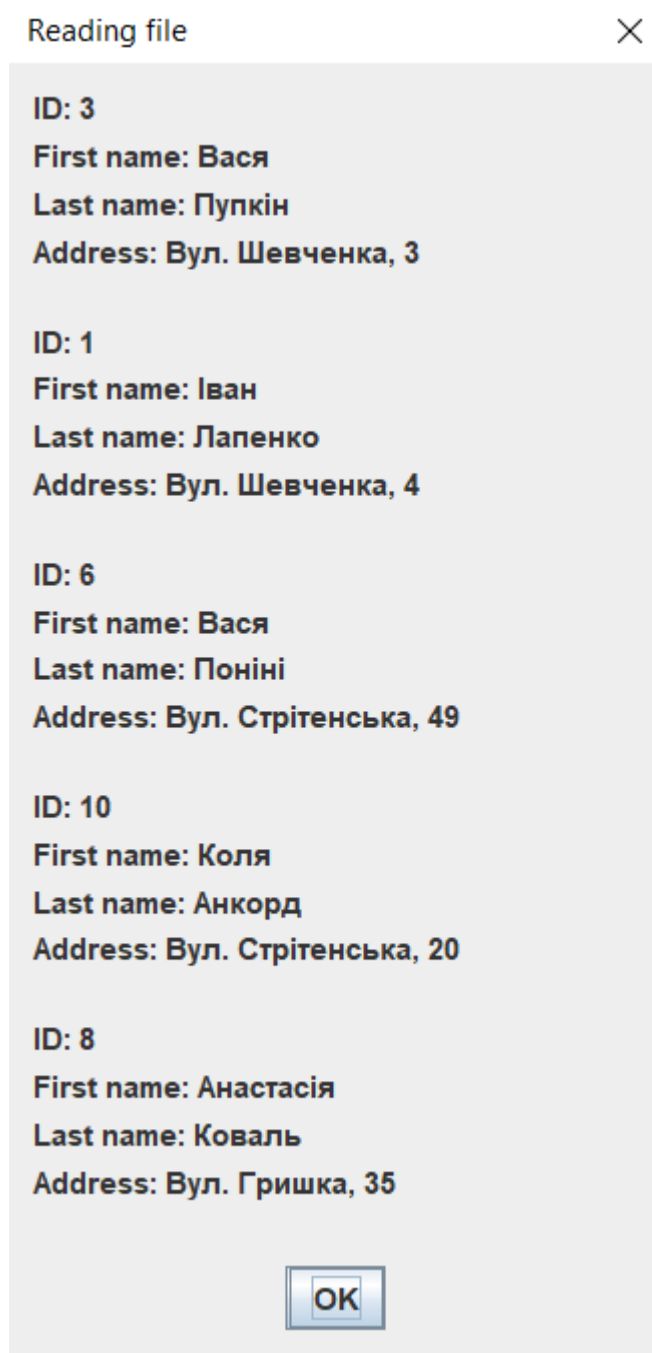 Reading file
ID: 3
First name: Вася
Last name: Пупкін
Address: Вул. Шевченка, 3
ID: 1
First name: Іван
Last name: Лапенко
Address: Вул. Шевченка, 4
ID: 6
First name: Вася
Last name: Поніні
Address: Вул. Стрітенська, 49
ID: 10
First name: Коля
Last name: Анкорд
Address: Вул. Стрітенська, 20
ID: 8
First name: Анастасія
Last name: Коваль
Address: Вул. Гришка, 35
OK